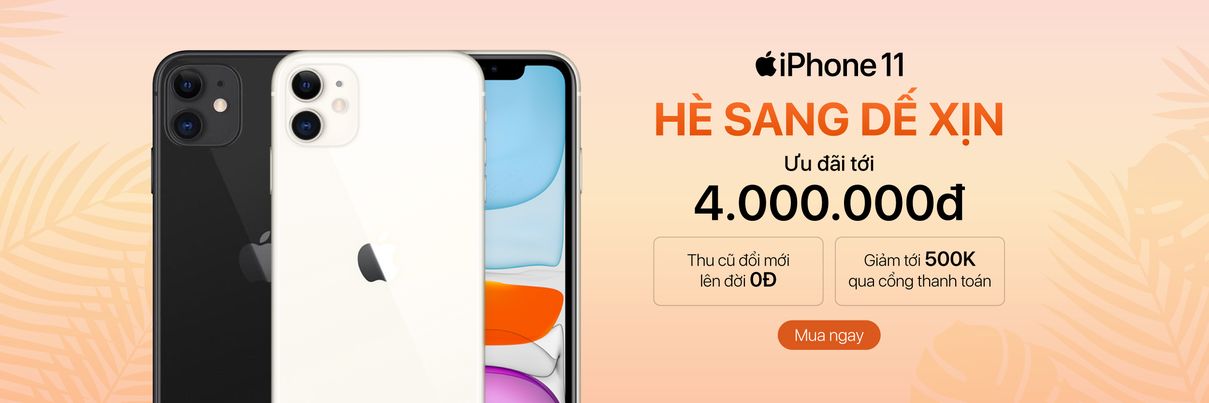 iPhone 11
HÈ SANG DẾ XỊN
Ưu đãi tới
4.000.000đ
Thu cũ đổi mới
lên đời 0Đ
Giảm tới 500K
qua cổng thanh toán
Mua ngay